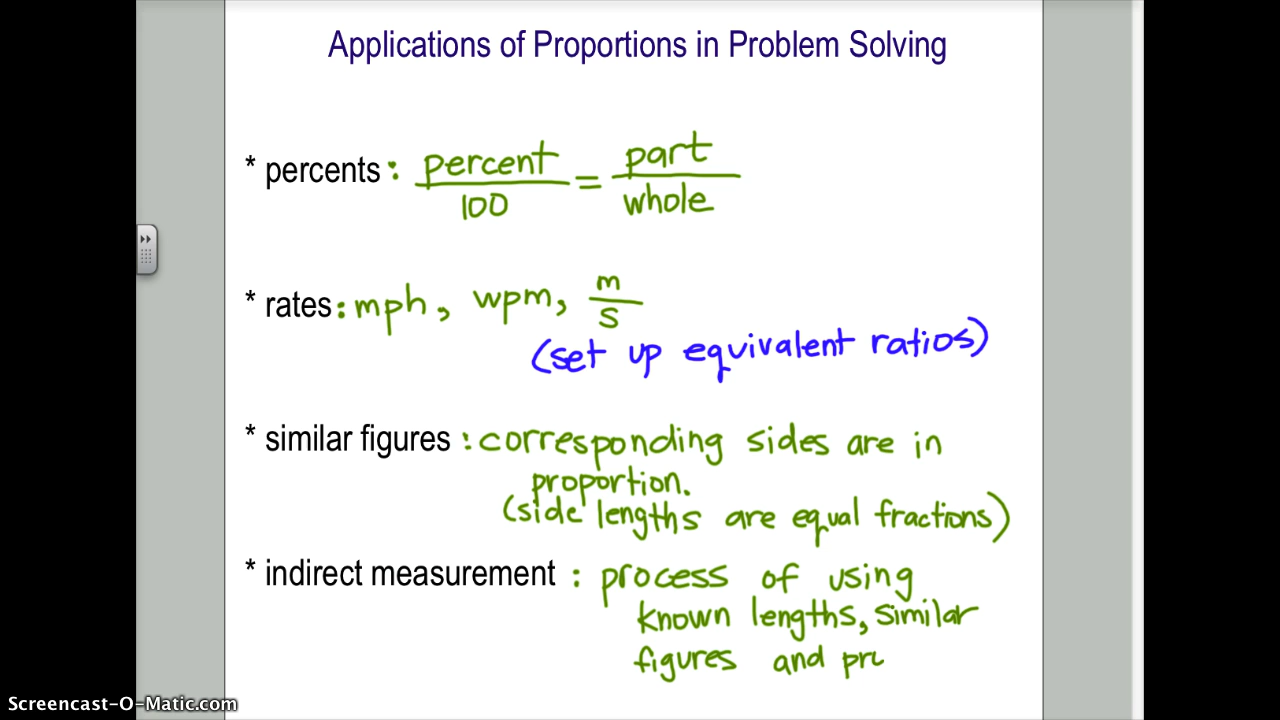 Applications of Proportions in Problem Solving
* percents : percent / 100 = part / whole
* rates : mph, wpm, m / s
(set up equivalent ratios)
* similar figures : corresponding sides are in
proportion.
(side lengths are equal fractions)
* indirect measurement : process of using
known lengths, similar
figures and pr
Screencast-O-Matic.com